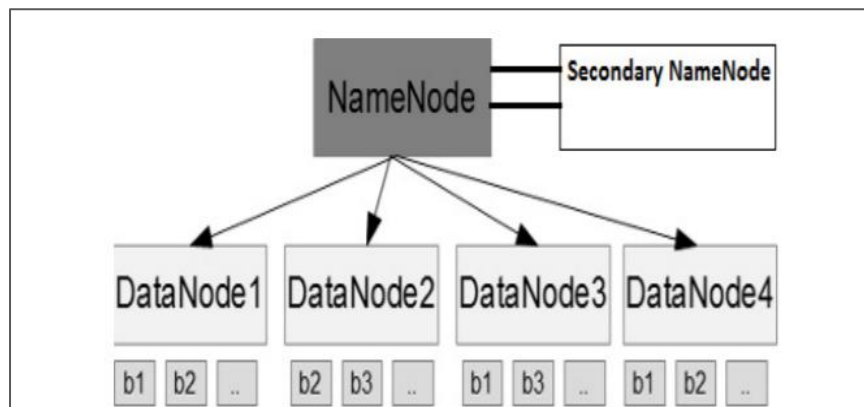 NameNode
Secondary NameNode
DataNode1
DataNode2
DataNode3
DataNode4
b1 b2 ..
b2 b3 ..
b1 b3 ..
b1 b2 ..